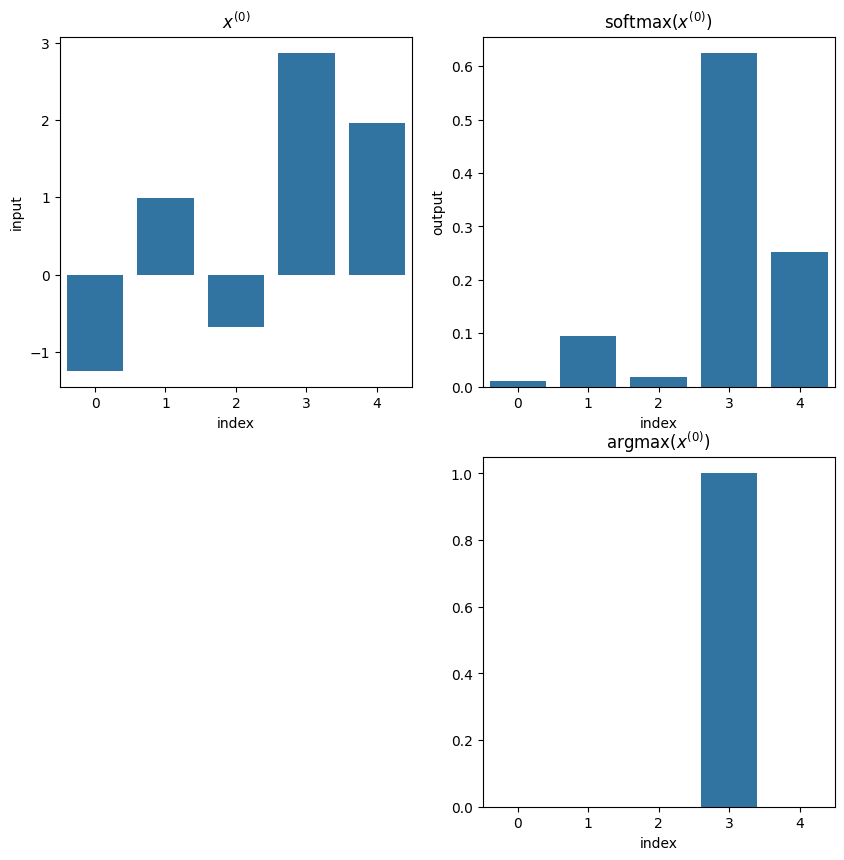 x^(0)
3
2
1
0
−1
input
0 1 2 3 4
index
softmax(x^(0))
0.6
0.5
0.4
0.3
0.2
0.1
0.0
output
0 1 2 3 4
index
argmax(x^(0))
1.0
0.8
0.6
0.4
0.2
0.0
0 1 2 3 4
index